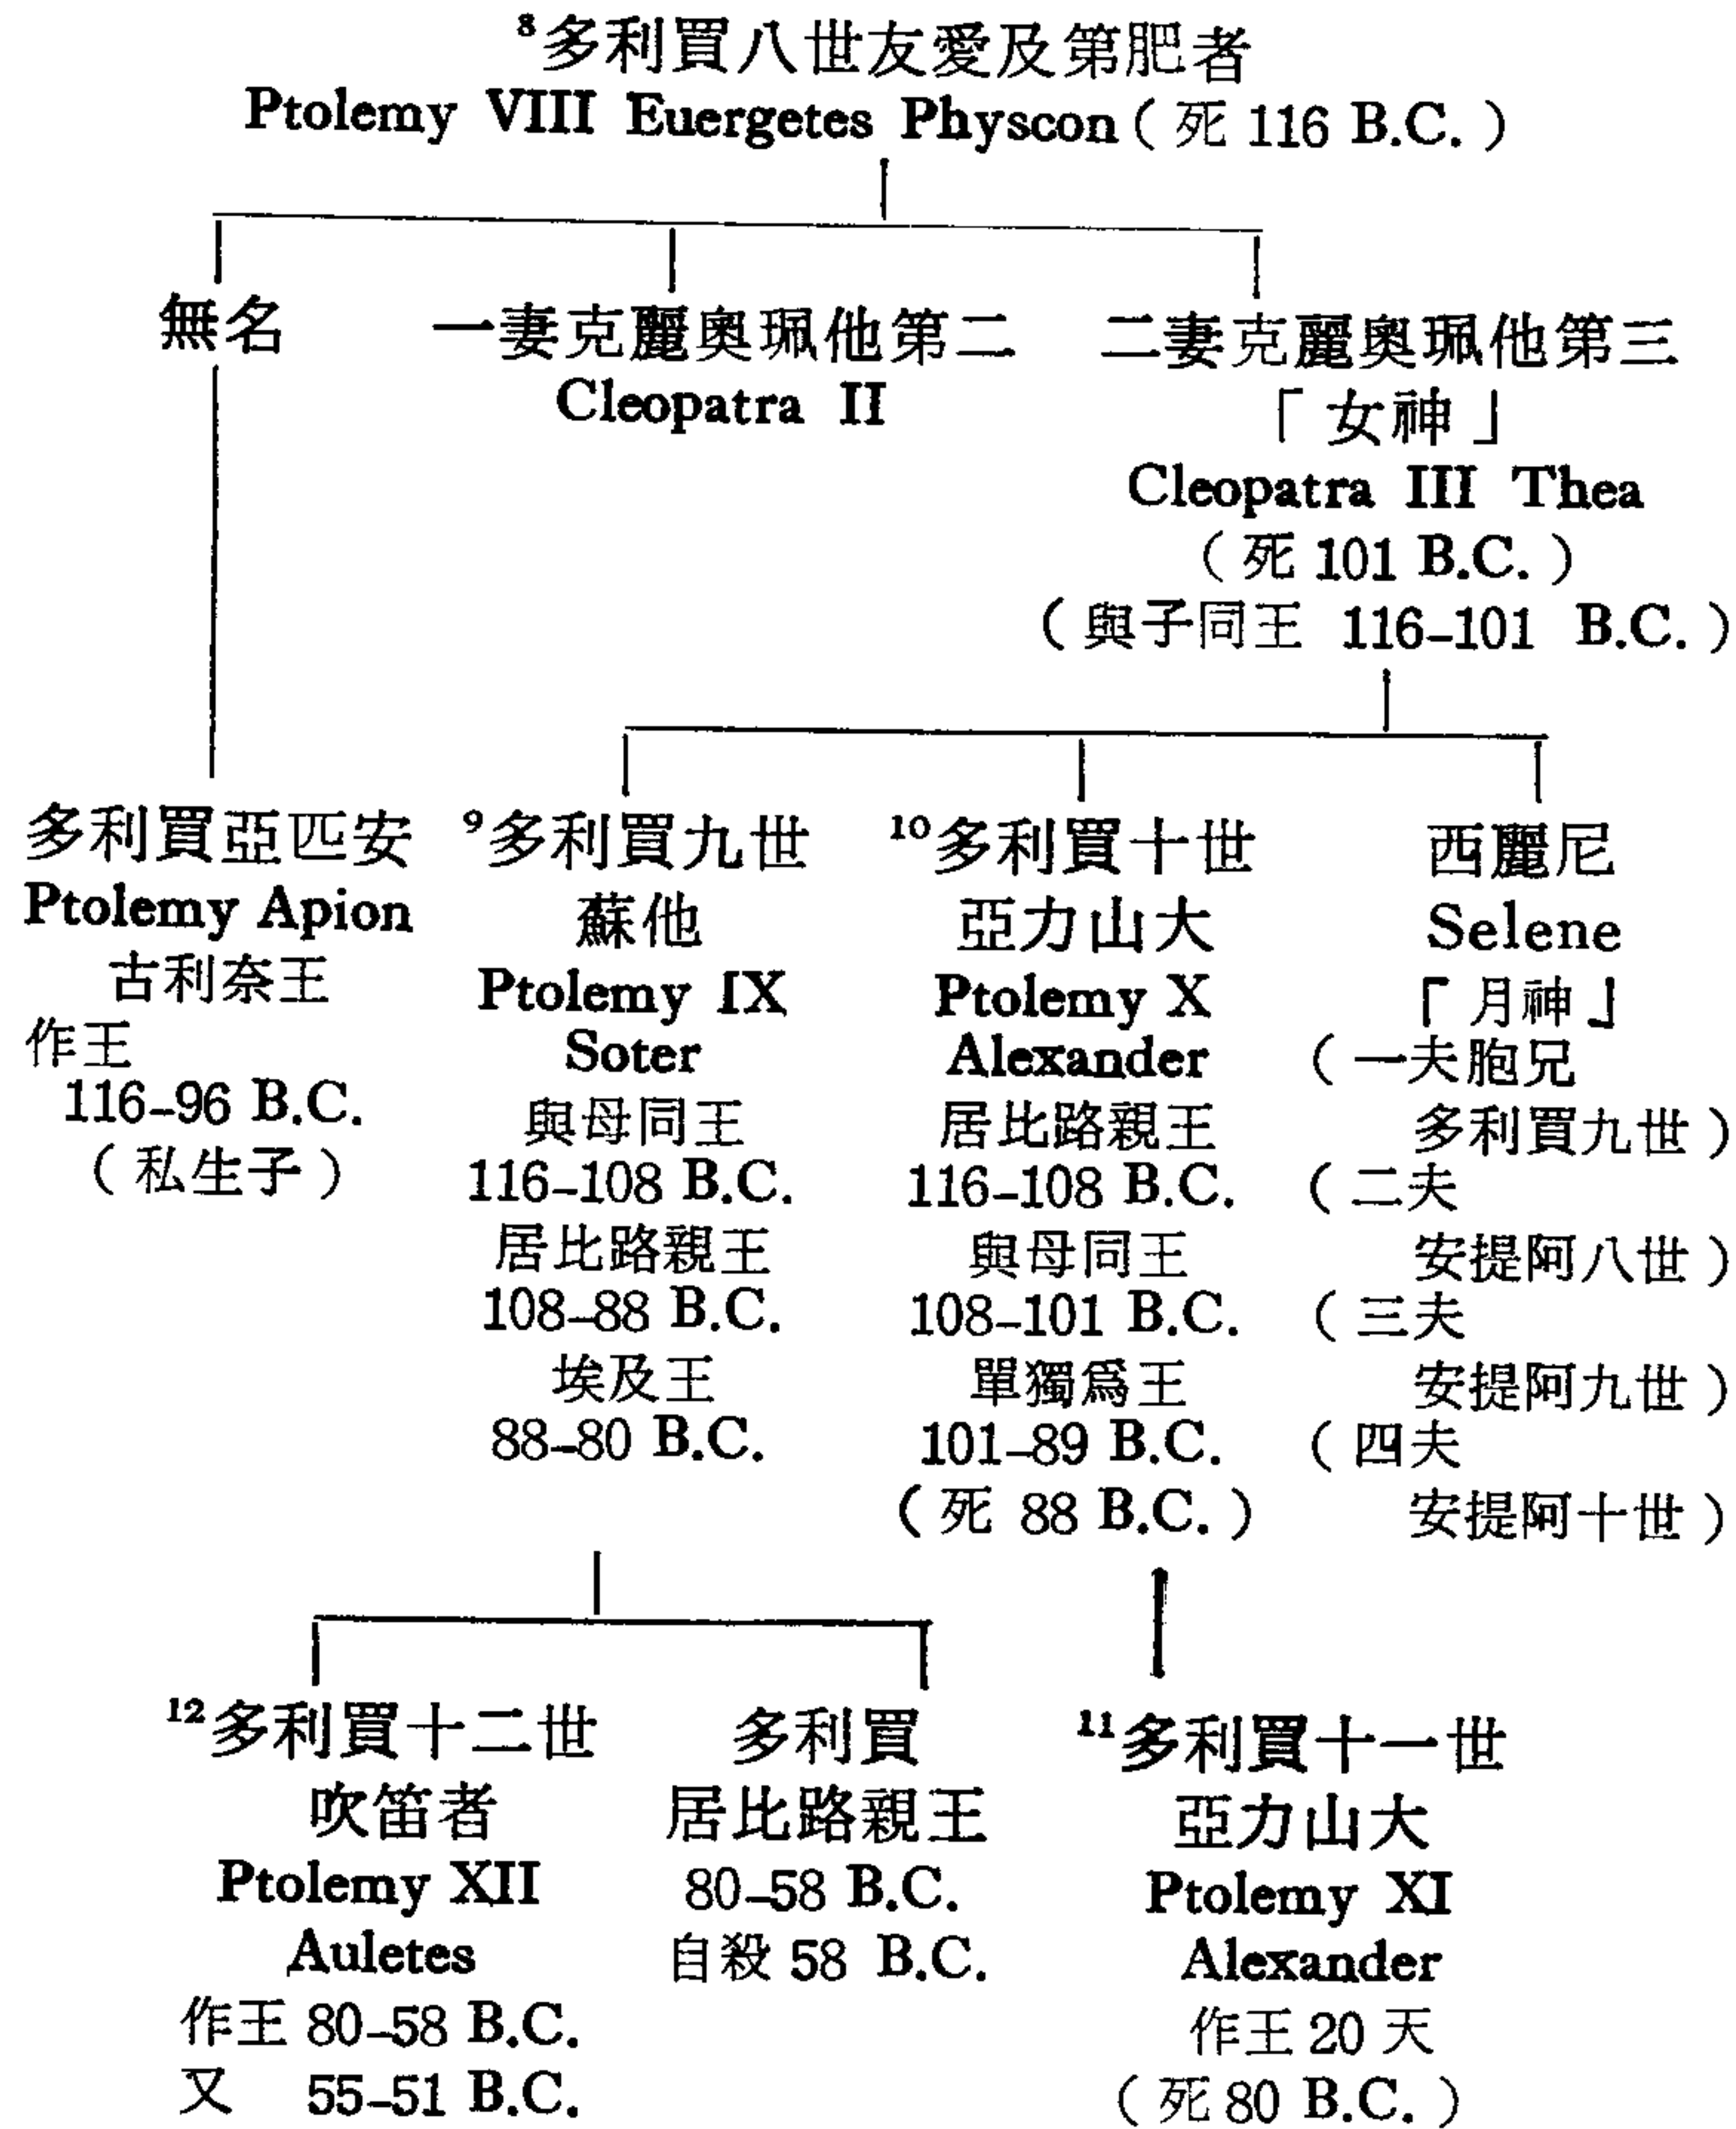 ⁸多利買八世友愛及第肥者
Ptolemy VIII Euergetes Physcon（死 116 B.C.）
無名
一妻克麗奧珮他第二
Cleopatra II
二妻克麗奧珮他第三
「女神」
Cleopatra III Thea
（死 101 B.C.）
（與子同王 116–101 B.C.）
多利買亞匹安
Ptolemy Apion
古利奈王
作王
116–96 B.C.
（私生子）
⁹多利買九世
蘇他
Ptolemy IX
Soter
與母同王
116–108 B.C.
居比路親王
108–88 B.C.
埃及王
88–80 B.C.
¹⁰多利買十世
亞力山大
Ptolemy X
Alexander
居比路親王
116–108 B.C.
與母同王
108–101 B.C.
單獨爲王
101–89 B.C.
（死 88 B.C.）
西麗尼
Selene
「月神」
（一夫胞兄
多利買九世）
（二夫
安提阿八世）
（三夫
安提阿九世）
（四夫
安提阿十世）
¹²多利買十二世
吹笛者
Ptolemy XII
Auletes
作王 80–58 B.C.
又 55–51 B.C.
多利買
居比路親王
80–58 B.C.
自殺 58 B.C.
¹¹多利買十一世
亞力山大
Ptolemy XI
Alexander
作王 20 天
（死 80 B.C.）